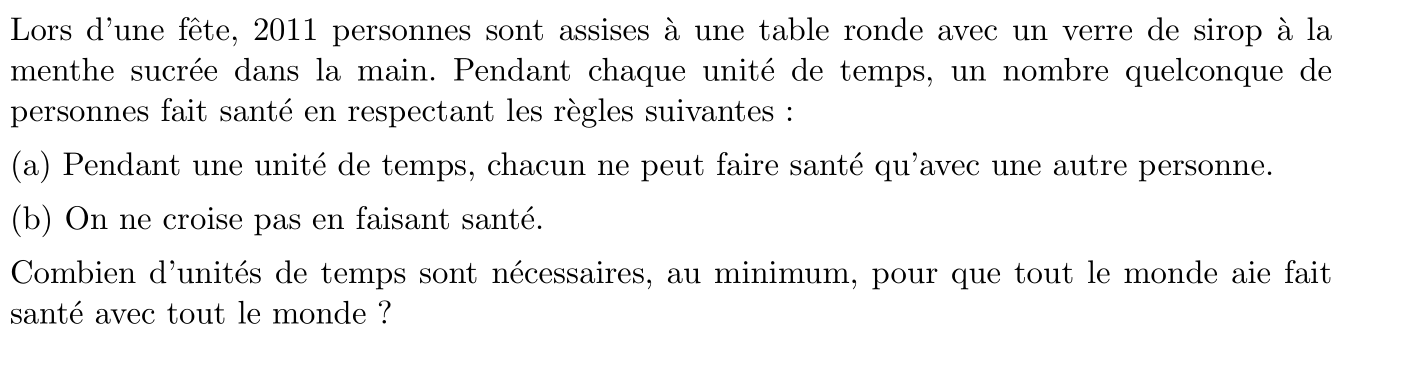 Lors d'une fête, 2011 personnes sont assises à une table ronde avec un verre de sirop à la
menthe sucrée dans la main. Pendant chaque unité de temps, un nombre quelconque de
personnes fait santé en respectant les règles suivantes :
(a) Pendant une unité de temps, chacun ne peut faire santé qu'avec une autre personne.
(b) On ne croise pas en faisant santé.
Combien d'unités de temps sont nécessaires, au minimum, pour que tout le monde aie fait
santé avec tout le monde ?